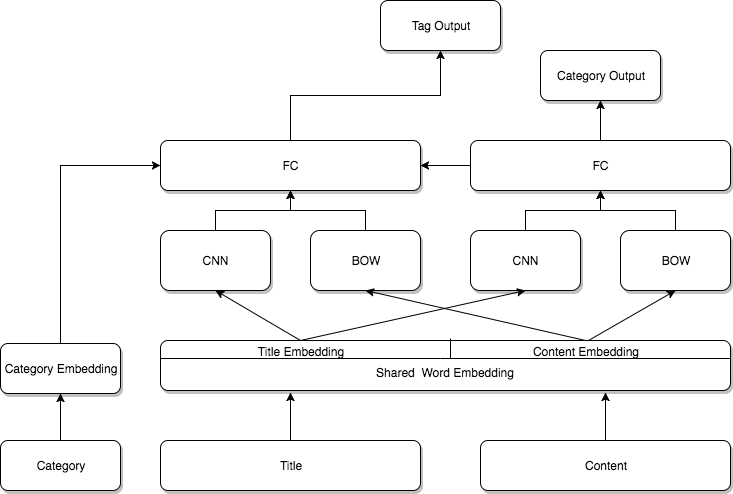 Tag Output
Category Output
FC
FC
CNN
BOW
CNN
BOW
Title Embedding
Content Embedding
Category Embedding
Shared Word Embedding
Category
Title
Content